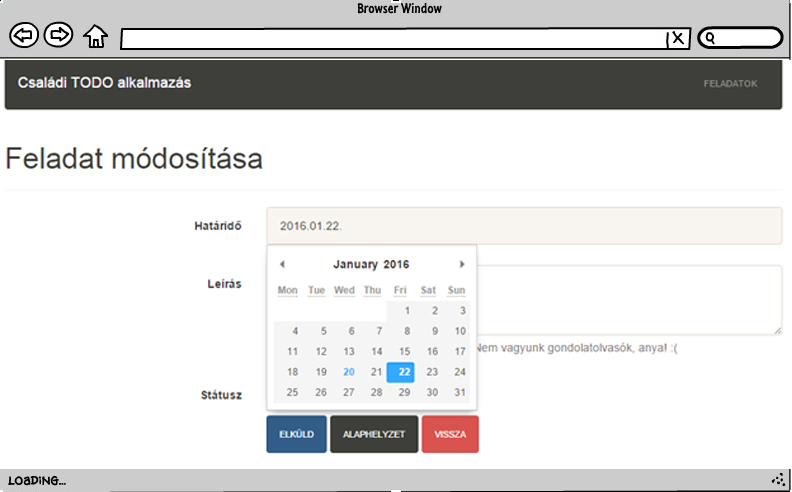 Browser Window
X
Családi TODO alkalmazás FELADATOK
Feladat módosítása
Határidő 2016.01.22.
January 2016
Leírás
Mon Tue Wed Thu Fri Sat Sun
1 2 3
4 5 6 7 8 9 10
11 12 13 14 15 16 17
Nem vagyunk gondolatolvasók, anya! :(
18 19 20 21 22 23 24
25 26 27 28 29 30 31
Státusz
ELKÜLD ALAPHELYZET VISSZA
LOADING...